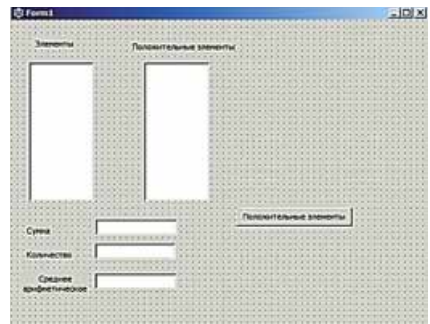 Form1
Элементы
Положительные элементы
Положительные элементы
Сумма
Количество
Среднее
арифметическое